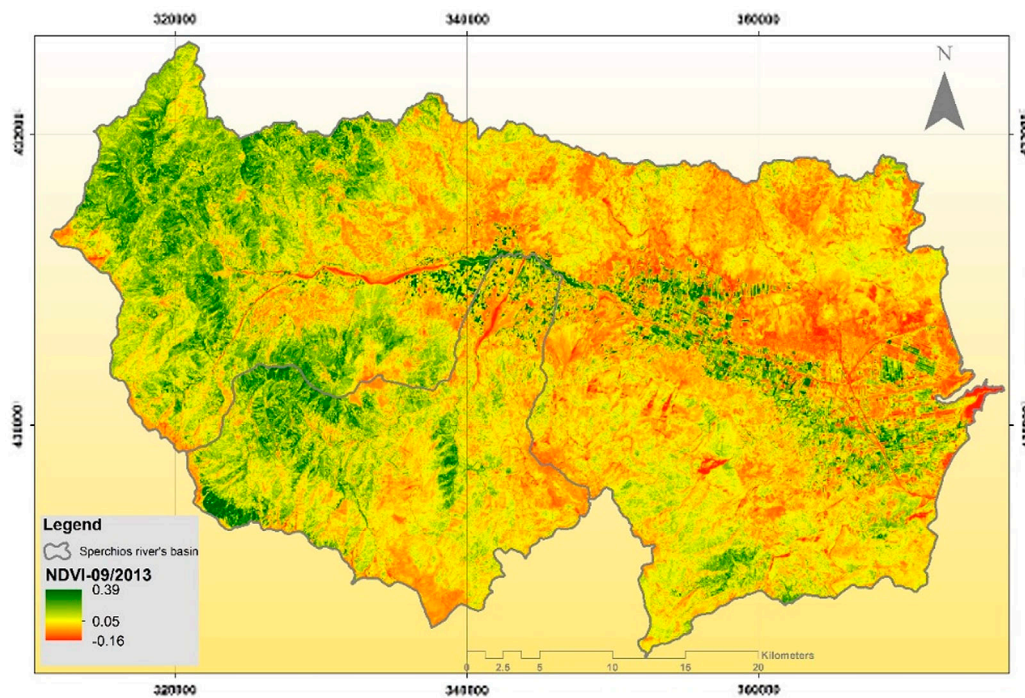 320000 340000 360000
N
Legend
Sperchios river's basin
NDVI-09/2013
0.39
0.05
-0.16
Kilometers
0 2.5 5 10 15 20
320000 340000 360000